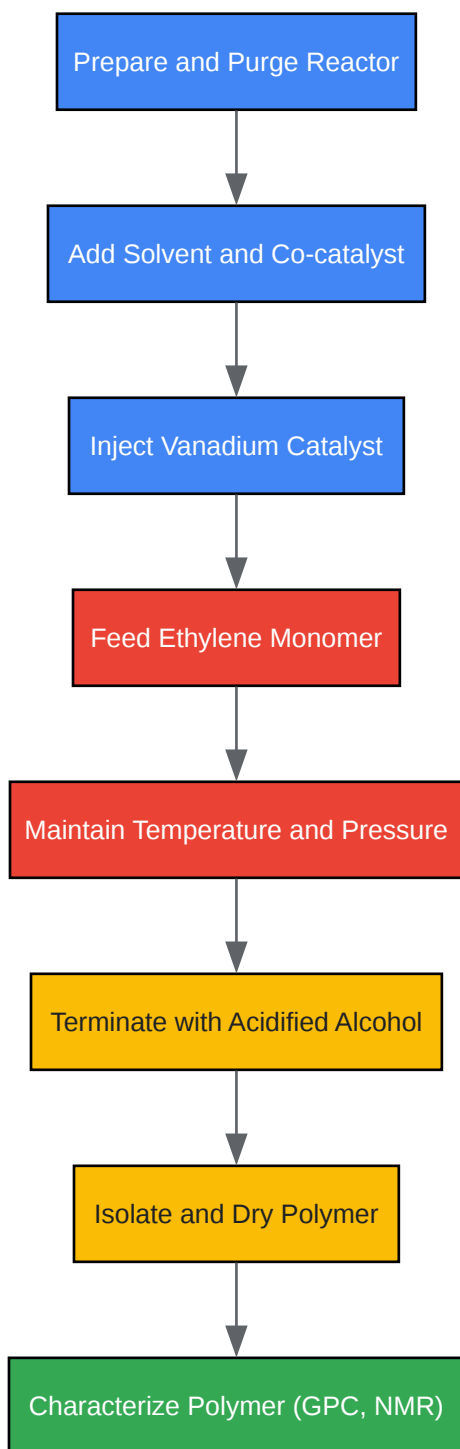 Prepare and Purge Reactor
Add Solvent and Co-catalyst
Inject Vanadium Catalyst
Feed Ethylene Monomer
Maintain Temperature and Pressure
Terminate with Acidified Alcohol
Isolate and Dry Polymer
Characterize Polymer (GPC, NMR)